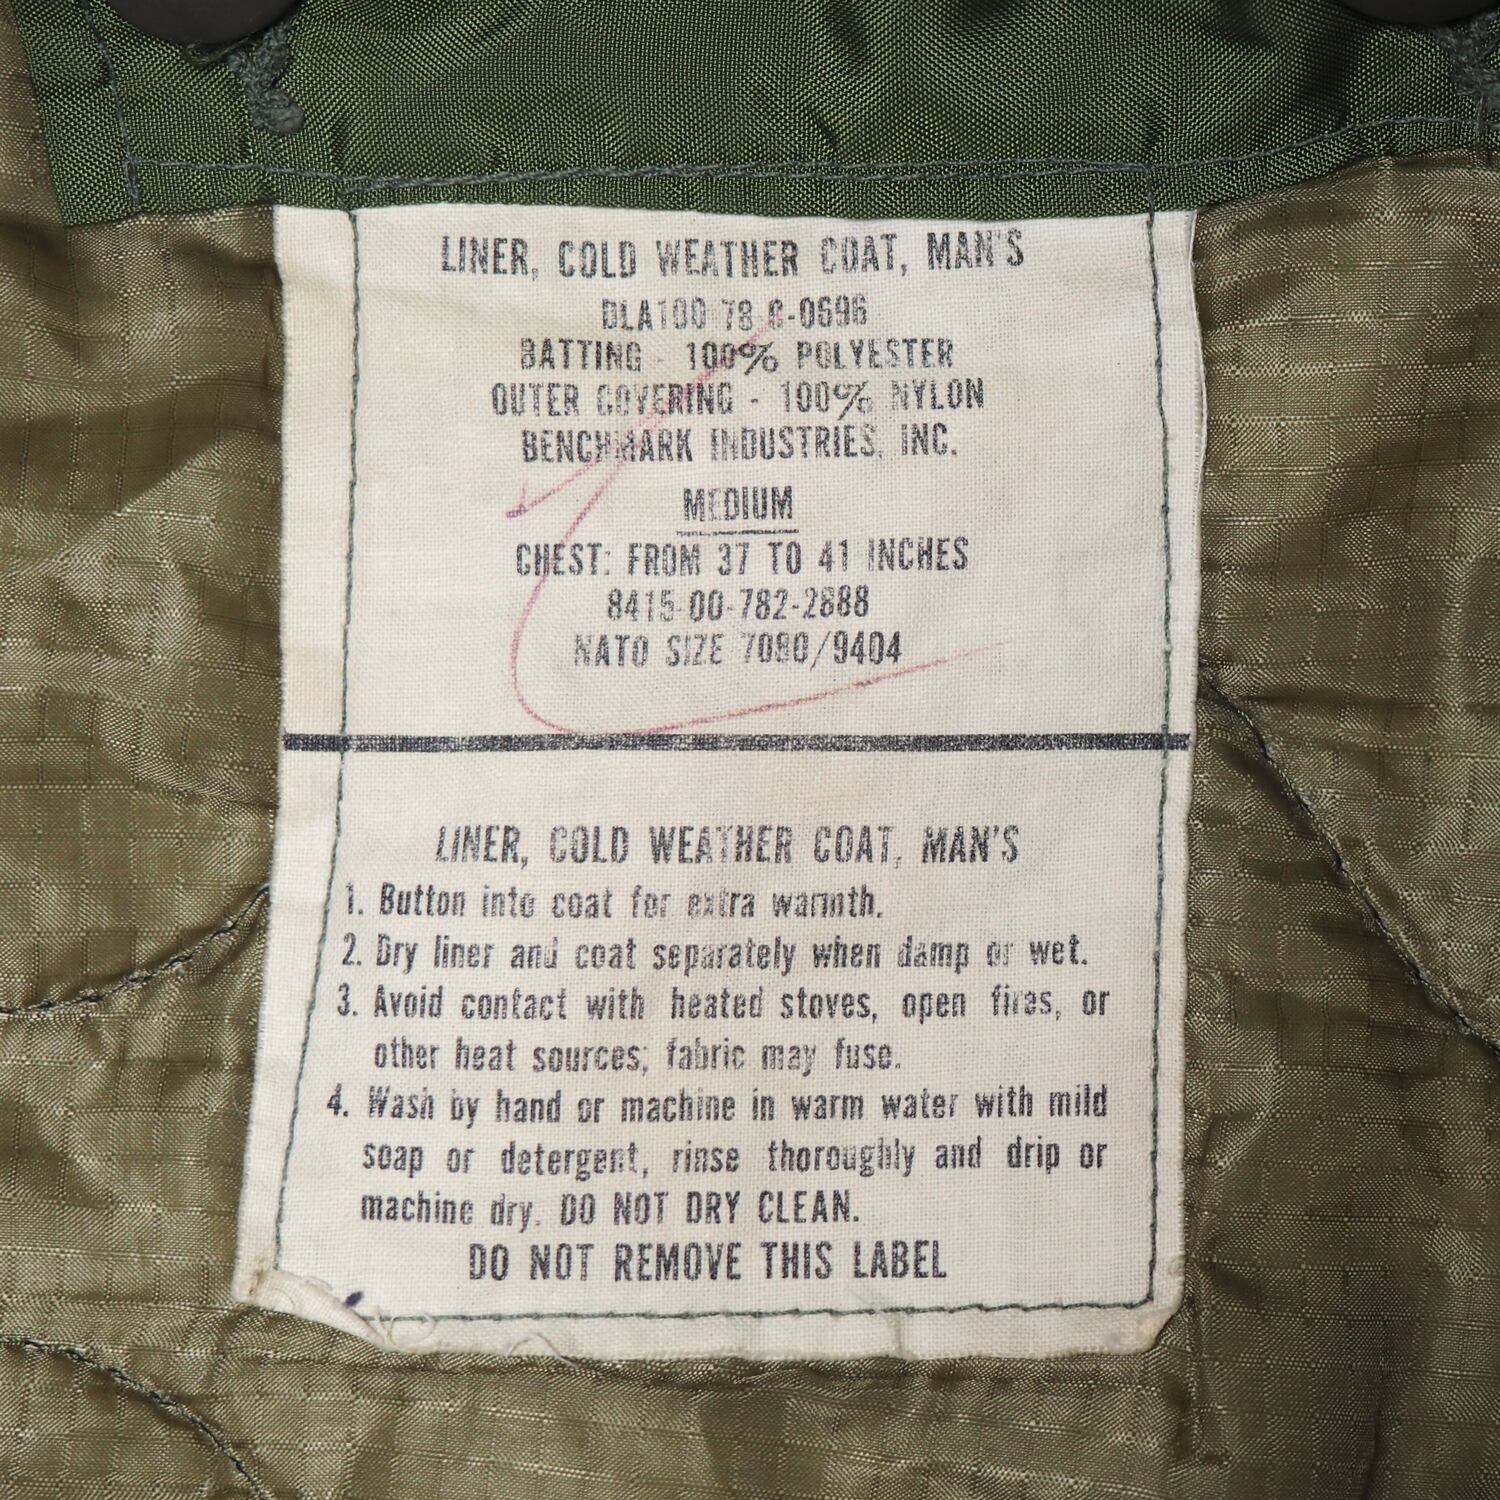 LINER, COLD WEATHER COAT, MAN'S
DLA100-78-C-0696
BATTING - 100% POLYESTER
OUTER COVERING - 100% NYLON
BENCHMARK INDUSTRIES, INC.
MEDIUM
CHEST: FROM 37 TO 41 INCHES
8415-00-782-2888
NATO SIZE 7080/9404
LINER, COLD WEATHER COAT, MAN'S
1. Button into coat for extra warmth.
2. Dry liner and coat separately when damp or wet.
3. Avoid contact with heated stoves, open fires, or
other heat sources; fabric may fuse.
4. Wash by hand or machine in warm water with mild
soap or detergent, rinse thoroughly and drip or
machine dry. DO NOT DRY CLEAN.
DO NOT REMOVE THIS LABEL